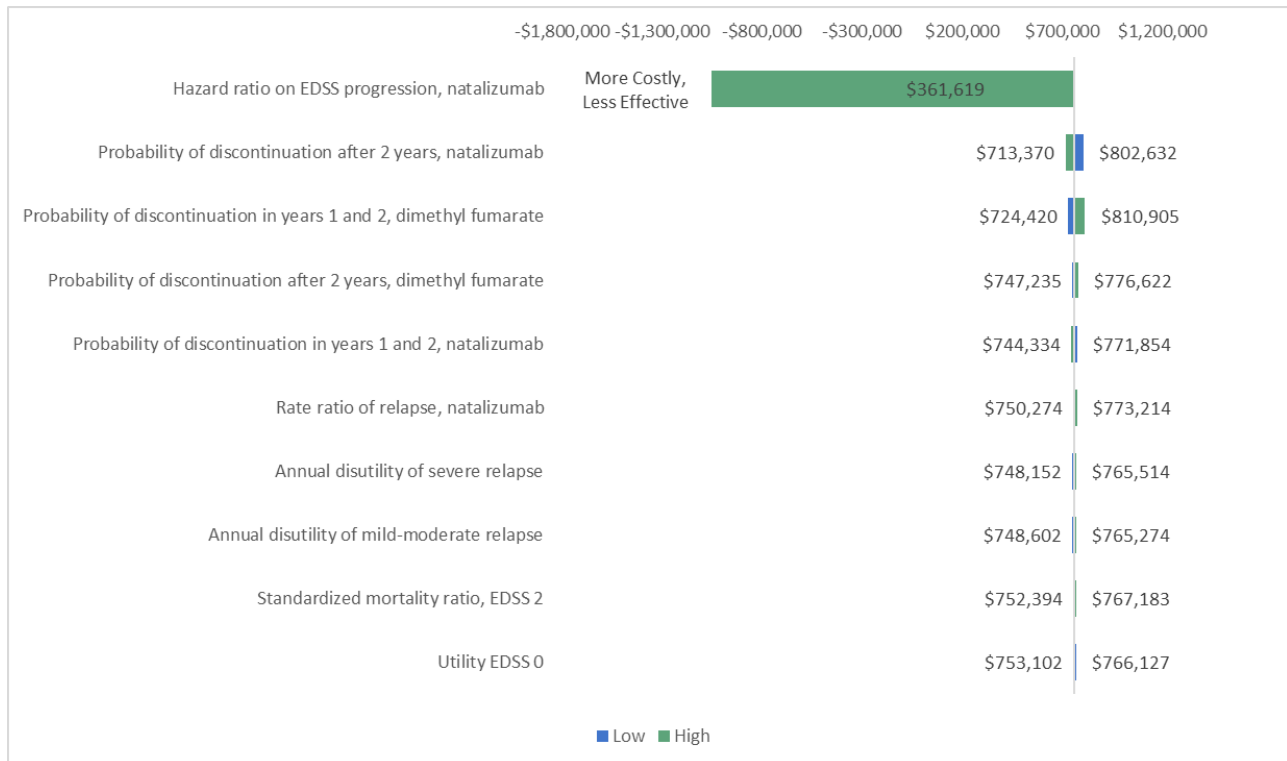 -$1,800,000 -$1,300,000 -$800,000 -$300,000 $200,000 $700,000 $1,200,000
Hazard ratio on EDSS progression, natalizumab
More Costly,
Less Effective
$361,619
Probability of discontinuation after 2 years, natalizumab $713,370 $802,632
Probability of discontinuation in years 1 and 2, dimethyl fumarate $724,420 $810,905
Probability of discontinuation after 2 years, dimethyl fumarate $747,235 $776,622
Probability of discontinuation in years 1 and 2, natalizumab $744,334 $771,854
Rate ratio of relapse, natalizumab $750,274 $773,214
Annual disutility of severe relapse $748,152 $765,514
Annual disutility of mild-moderate relapse $748,602 $765,274
Standardized mortality ratio, EDSS 2 $752,394 $767,183
Utility EDSS 0 $753,102 $766,127
Low High